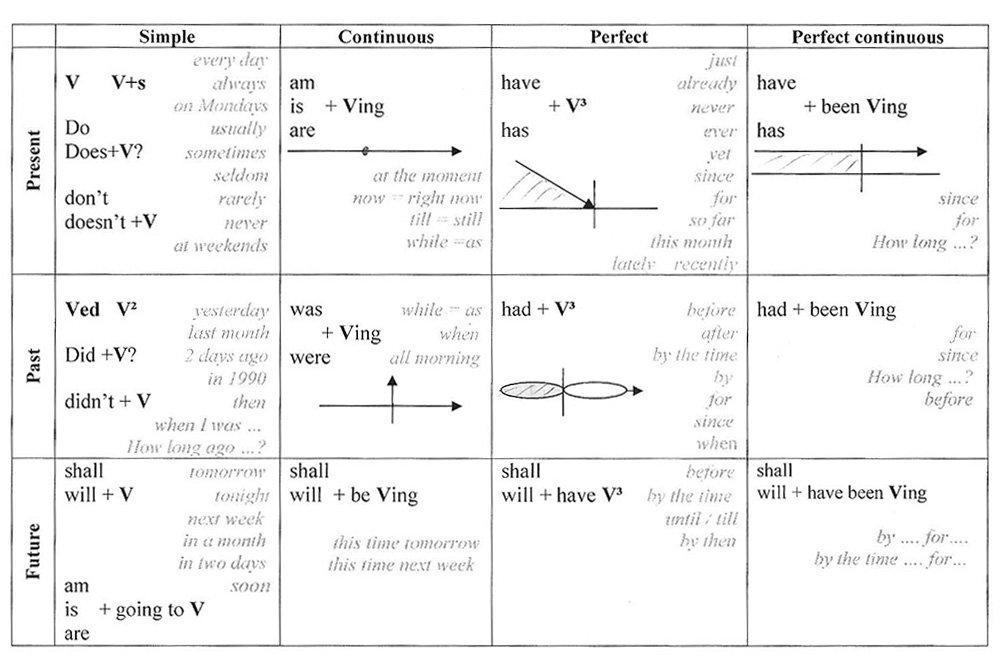 Simple Continuous Perfect Perfect continuous
Present
every day
V V+s always
on Mondays
Do usually
Does+V? sometimes
seldom
don't rarely
doesn't +V never
at weekends
am
is + Ving
are
at the moment
now = right now
till = still
while =as
just
have already
+ V³ never
has ever
yet
since
for
so far
this month
lately recently
have
+ been Ving
has
since
for
How long ...?
Past
Ved V² yesterday
last month
Did +V? 2 days ago
in 1990
didn't + V then
when I was ...
How long ago ...?
was while = as
+ Ving when
were all morning
had + V³ before
after
by the time
by
for
since
when
had + been Ving
for
since
How long ...?
before
Future
shall tomorrow
will + V tonight
next week
in a month
in two days
am soon
is + going to V
are
shall
will + be Ving
this time tomorrow
this time next week
shall before
will + have V³ by the time
until / till
by then
shall
will + have been Ving
by .... for....
by the time .... for...